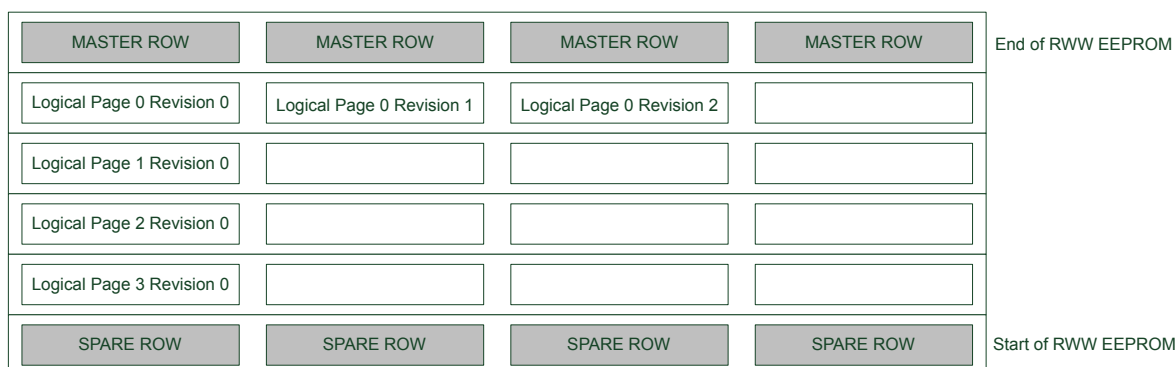 MASTER ROW MASTER ROW MASTER ROW MASTER ROW End of RWW EEPROM
Logical Page 0 Revision 0 Logical Page 0 Revision 1 Logical Page 0 Revision 2
Logical Page 1 Revision 0
Logical Page 2 Revision 0
Logical Page 3 Revision 0
SPARE ROW SPARE ROW SPARE ROW SPARE ROW Start of RWW EEPROM